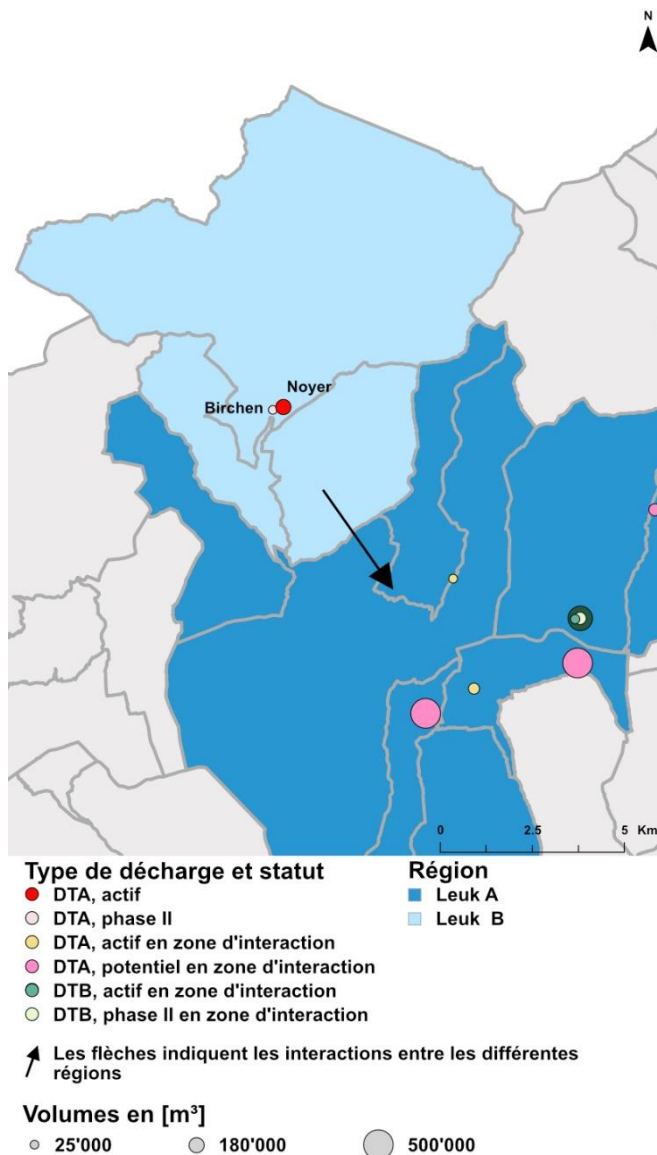 N
Noyer
Birchen
0 2.5 5 Km
Type de décharge et statut
DTA, actif
DTA, phase II
DTA, actif en zone d'interaction
DTA, potentiel en zone d'interaction
DTB, actif en zone d'interaction
DTB, phase II en zone d'interaction
Région
Leuk A
Leuk B
Les flèches indiquent les interactions entre les différentes
régions
Volumes en [m³]
25'000 180'000 500'000